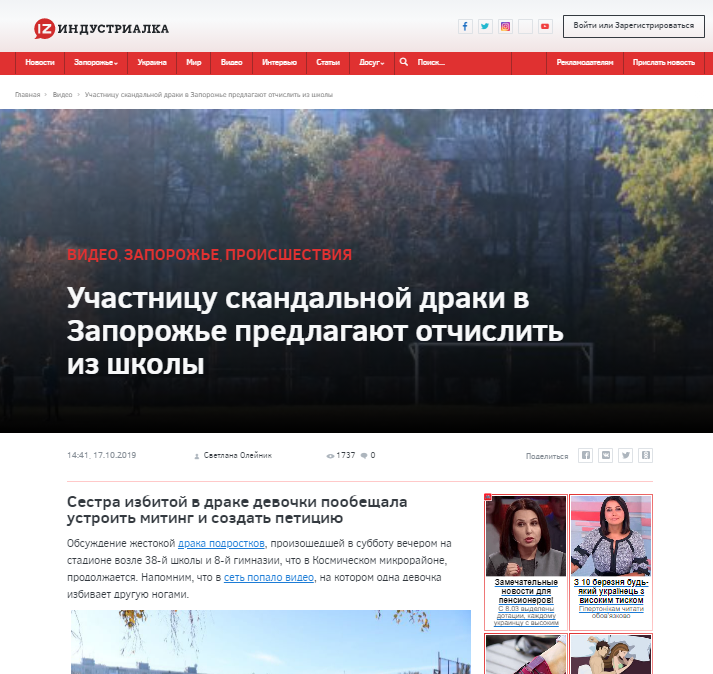 IZ ИНДУСТРИАЛКА
Войти или Зарегистрироваться
Новости Запорожье Украина Мир Видео Интервью Статьи Досуг Поиск... Рекламодателям Прислать новость
Главная Видео Участницу скандальной драки в Запорожье предлагают отчислить из школы
ВИДЕО, ЗАПОРОЖЬЕ, ПРОИСШЕСТВИЯ
Участницу скандальной драки в
Запорожье предлагают отчислить
из школы
14:41, 17.10.2019 Светлана Олейник 1737 0 Поделиться
Сестра избитой в драке девочки пообещала
устроить митинг и создать петицию
Обсуждение жестокой драка подростков, произошедшей в субботу вечером на
стадионе возле 38-й школы и 8-й гимназии, что в Космическом микрорайоне,
продолжается. Напомним, что в сеть попало видео, на котором одна девочка
избивает другую ногами.
Замечательные
новости для
пенсионеров!
С 8.03 выделены
дотации, каждому
украинцу с высоким
З 10 березня будь-
який українець з
високим тиском
Гіпертонікам читати
обов'язково